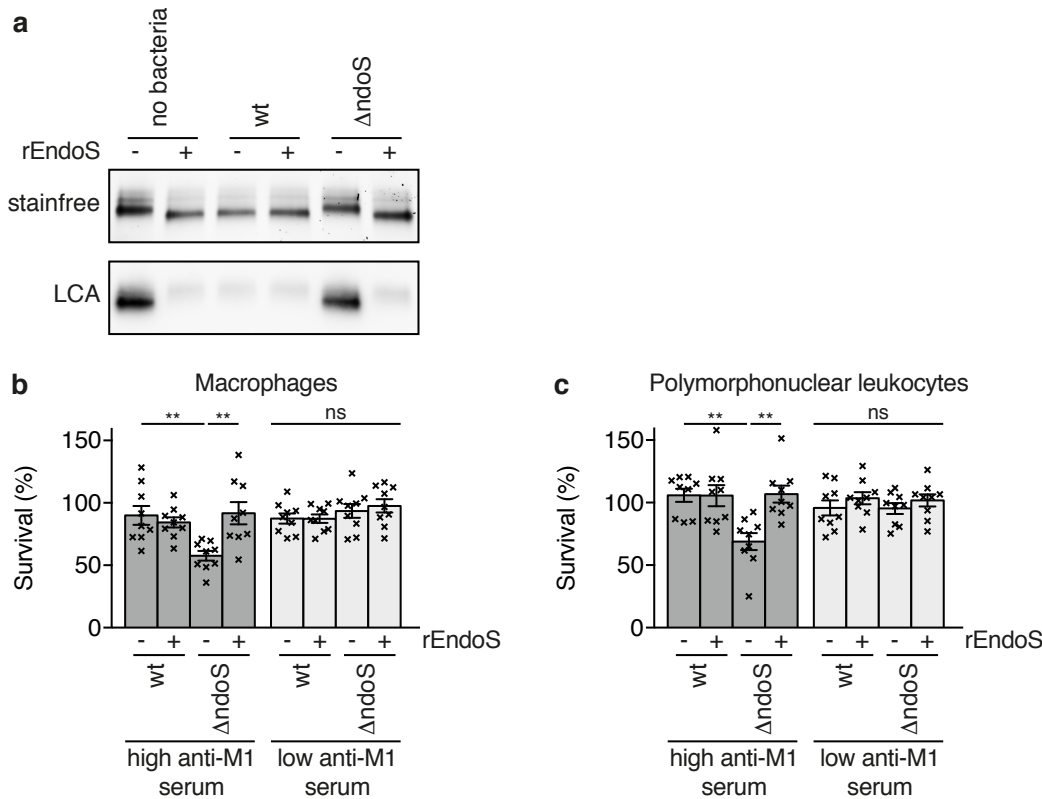 a
no bacteria
wt
ΔndoS
rEndoS - + - + - +
stainfree
LCA
b
Macrophages
** ** ns
Survival (%)
150
100
50
0
- + - + - + - + rEndoS
wt ΔndoS wt ΔndoS
high anti-M1 low anti-M1
serum serum
c
Polymorphonuclear leukocytes
** ** ns
Survival (%)
150
100
50
0
- + - + - + - + rEndoS
wt ΔndoS wt ΔndoS
high anti-M1 low anti-M1
serum serum